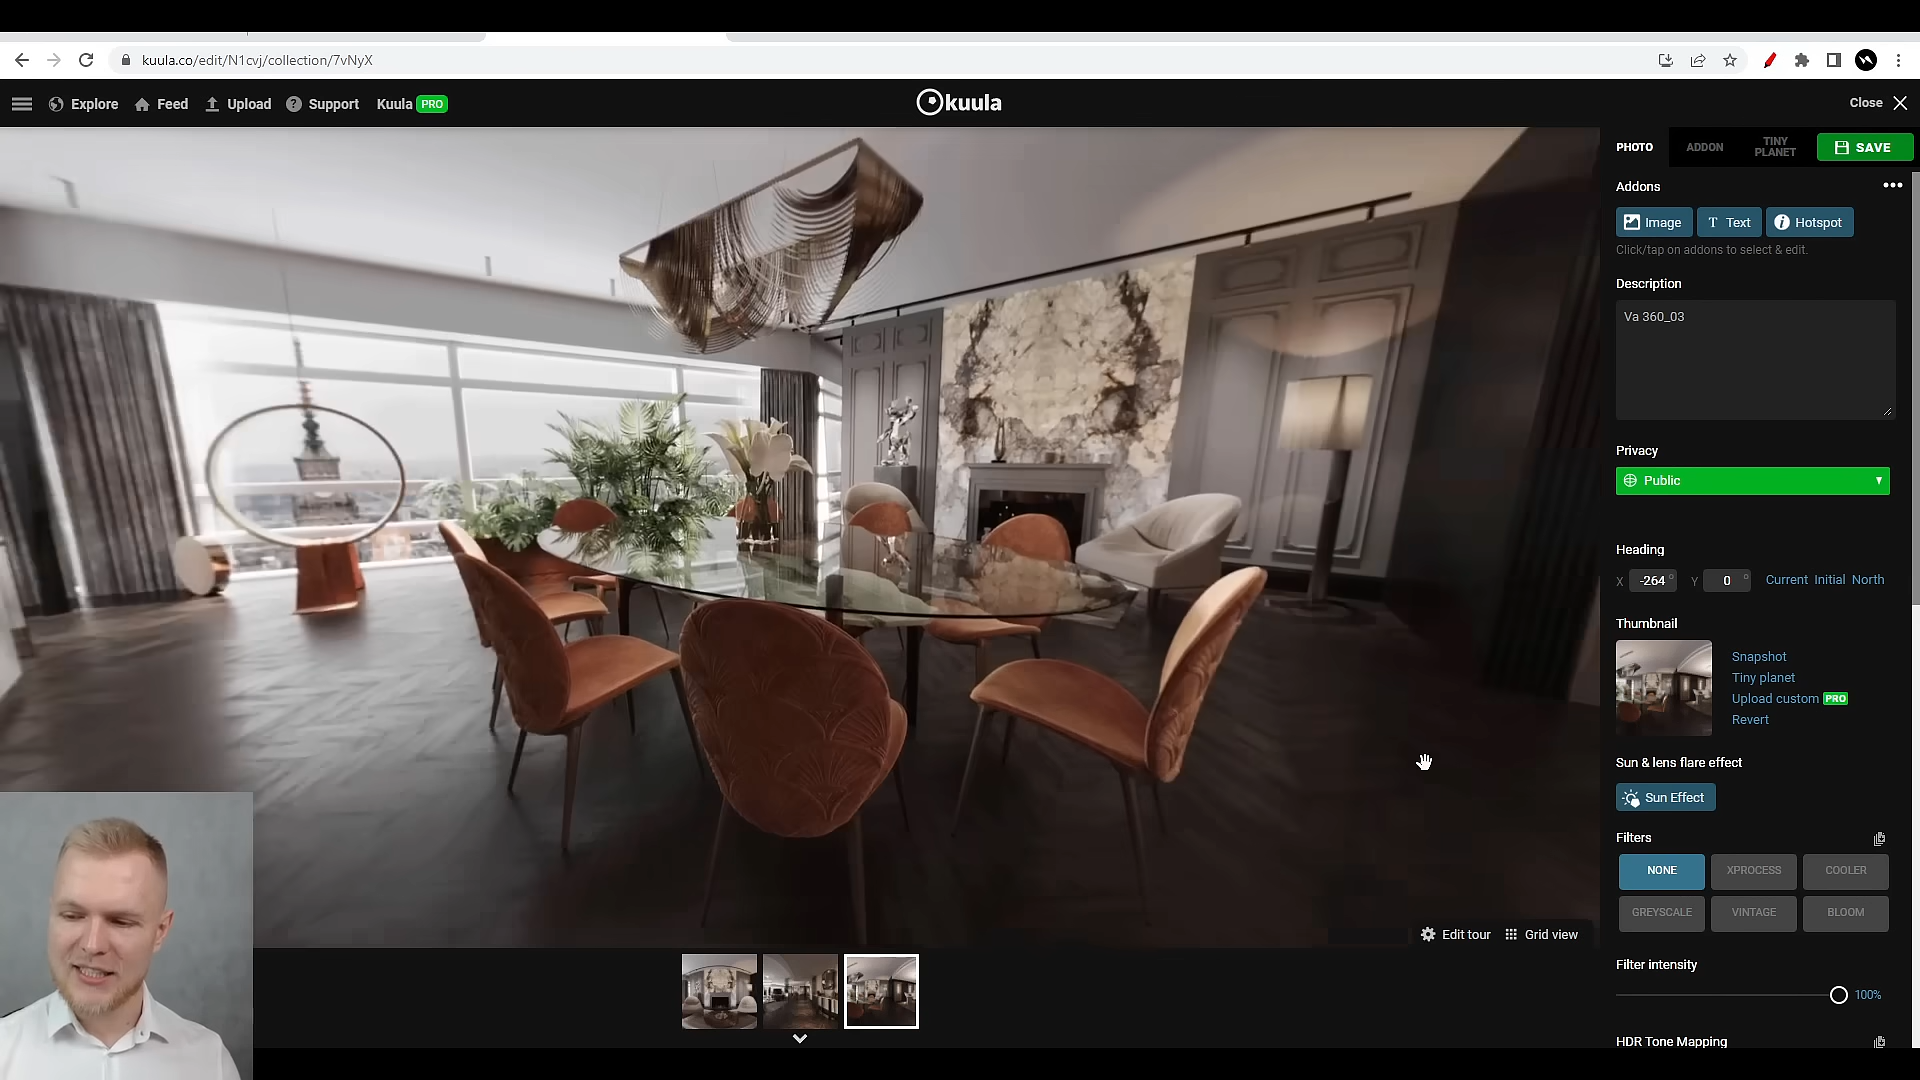 kuula.co/edit/N1cvj/collection/7vNyX
Explore
Feed
Upload
Support
Kuula PRO
kuula
Close
PHOTO
ADDON
TINY PLANET
SAVE
Addons
Image
Text
Hotspot
Click/tap on addons to select & edit.
Description
Va 360_03
Privacy
Public
Heading
X -264°
Y 0°
Current Initial North
Thumbnail
Snapshot
Tiny planet
Upload custom PRO
Revert
Sun & lens flare effect
Sun Effect
Filters
NONE
XPROCESS
COOLER
GREYSCALE
VINTAGE
BLOOM
Edit tour
Grid view
Filter intensity
100%
HDR Tone Mapping